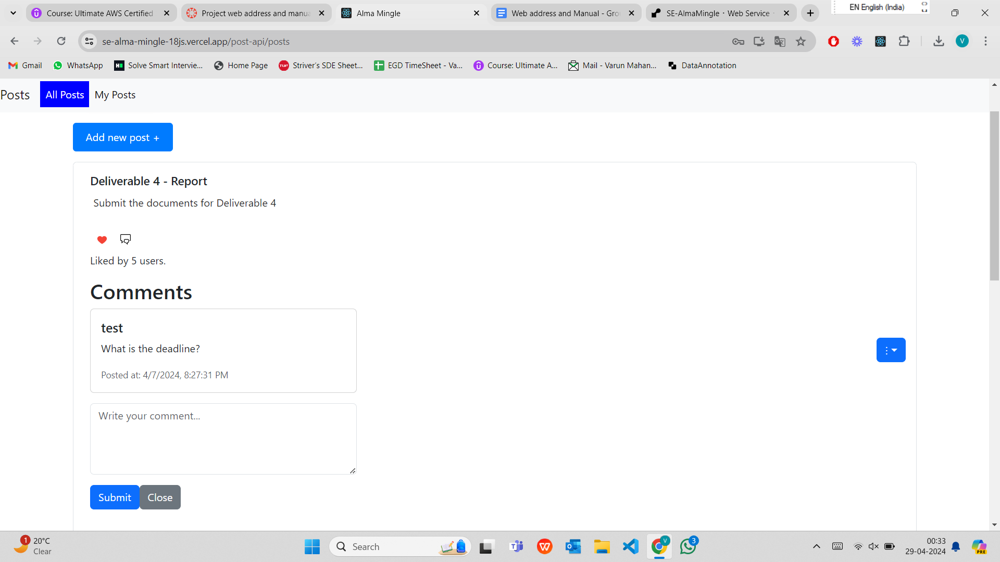 Course: Ultimate AWS Certified
Project web address and manua
Alma Mingle
Web address and Manual - Gro
SE-AlmaMingle · Web Service ·
EN English (India)
se-alma-mingle-18js.vercel.app/post-api/posts
V
Gmail
WhatsApp
Solve Smart Intervie...
Home Page
TUF
Striver's SDE Sheet...
EGD TimeSheet - Va...
Course: Ultimate A...
Mail - Varun Mahan...
DataAnnotation
Posts
All Posts
My Posts
Add new post +
Deliverable 4 - Report
Submit the documents for Deliverable 4
Liked by 5 users.
Comments
test
What is the deadline?
Posted at: 4/7/2024, 8:27:31 PM
Write your comment...
Submit
Close
1
20°C
Clear
Search
V
3
00:33
29-04-2024
PRE